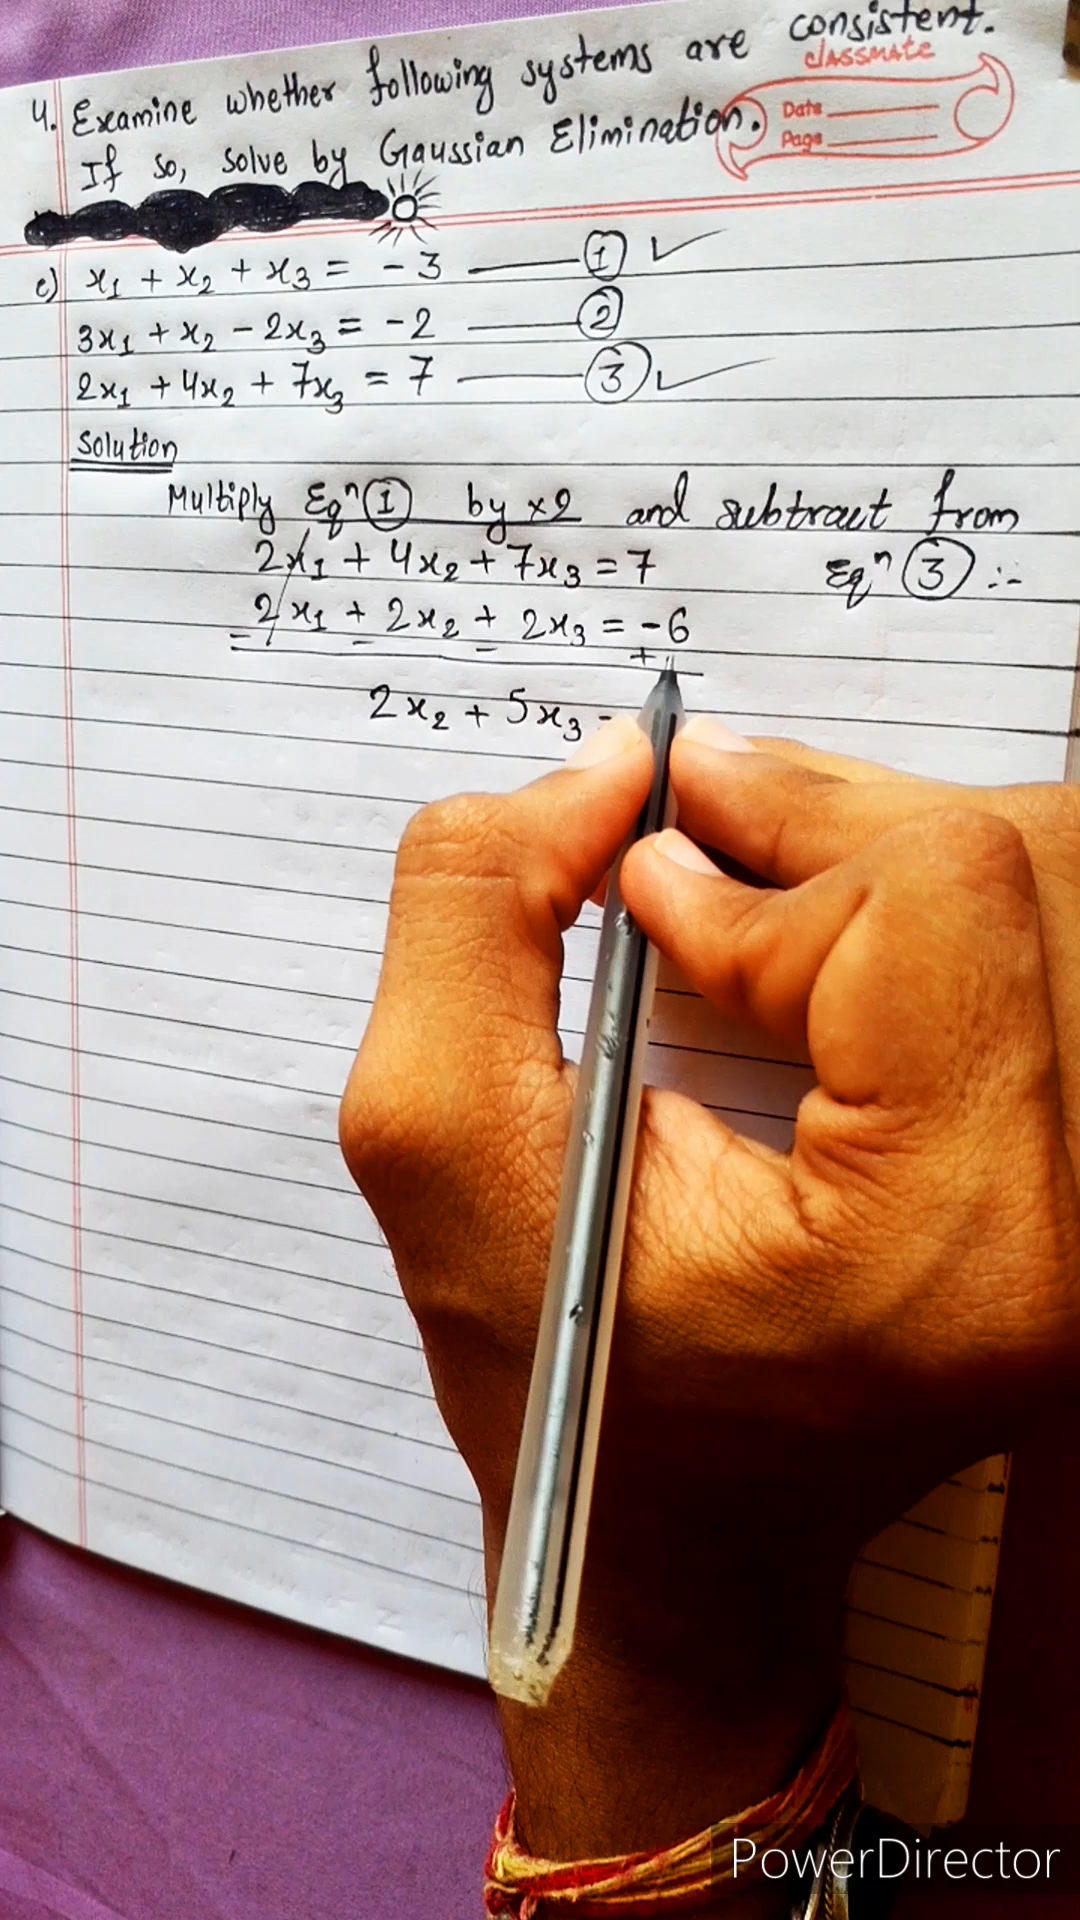 4. Examine whether following systems are consistent.
If so, solve by Gaussian Elimination.
classmate
Date
Page
c) x₁ + x₂ + x₃ = -3 ——— ①
3x₁ + x₂ - 2x₃ = -2 ——— ②
2x₁ + 4x₂ + 7x₃ = 7 ——— ③
Solution
Multiply Eqⁿ ① by ×2 and subtract from
Eqⁿ ③ :-
2x₁ + 4x₂ + 7x₃ = 7
2x₁ + 2x₂ + 2x₃ = -6
- - - +
2x₂ + 5x₃ =
PowerDirector